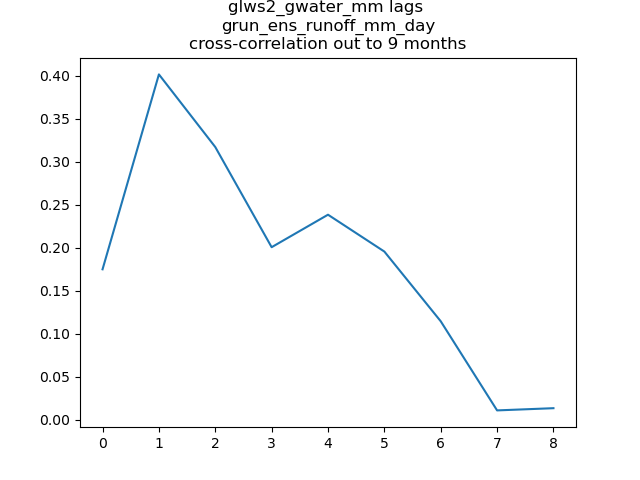 glws2_gwater_mm lags
grun_ens_runoff_mm_day
cross-correlation out to 9 months
0.40
0.35
0.30
0.25
0.20
0.15
0.10
0.05
0.00
0 1 2 3 4 5 6 7 8